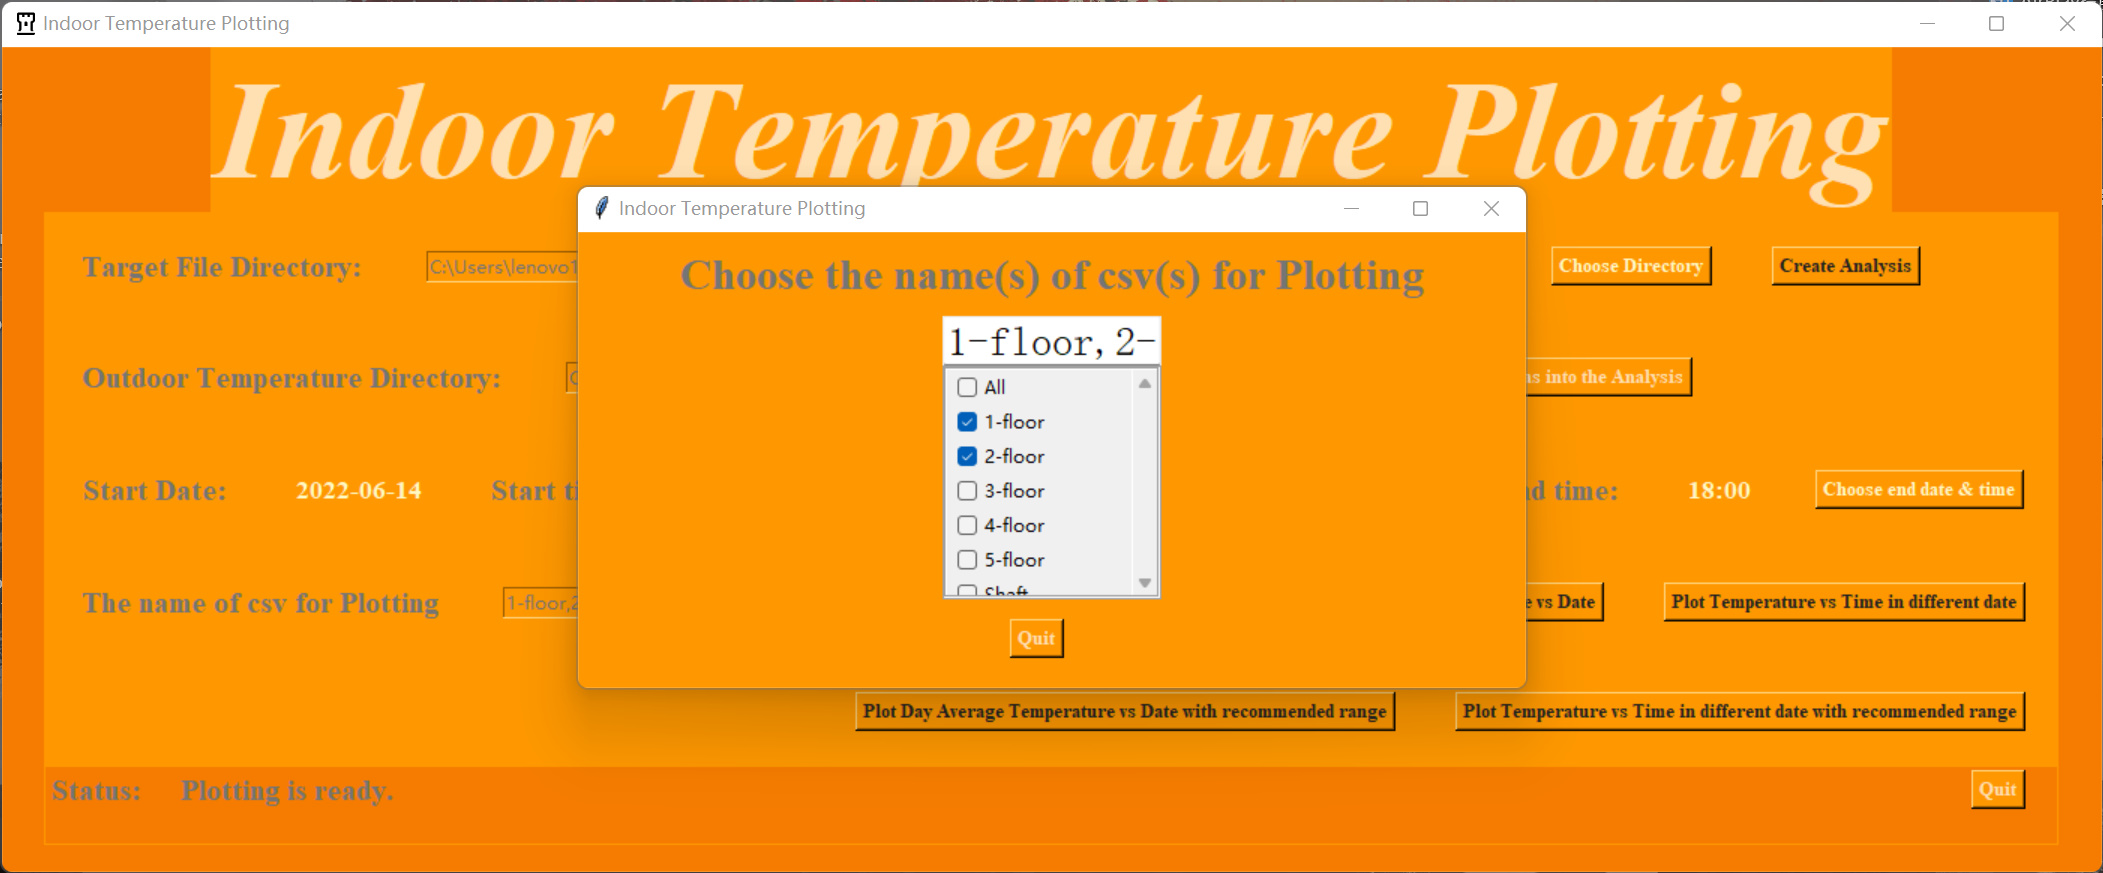 Indoor Temperature Plotting
Indoor Temperature Plotting
Indoor Temperature Plotting
Choose the name(s) of csv(s) for Plotting
1-floor,2-
All
1-floor
2-floor
3-floor
4-floor
5-floor
Shaft
Quit
Target File Directory: C:\Users\lenovo1 Choose Directory Create Analysis
Outdoor Temperature Directory: into the Analysis
Start Date: 2022-06-14 Start time: 18:00 Choose end date & time
The name of csv for Plotting 1-floor,2 vs Date Plot Temperature vs Time in different date
Plot Day Average Temperature vs Date with recommended range Plot Temperature vs Time in different date with recommended range
Status: Plotting is ready. Quit